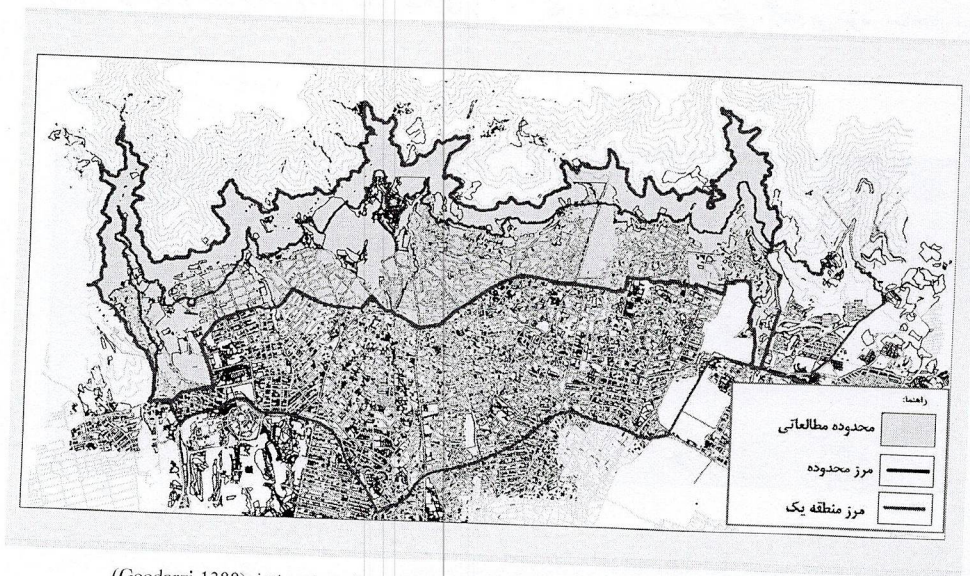 راهنما:
محدوده مطالعاتی
مرز محدوده
مرز منطقه یک
(Goodarzi 1380)